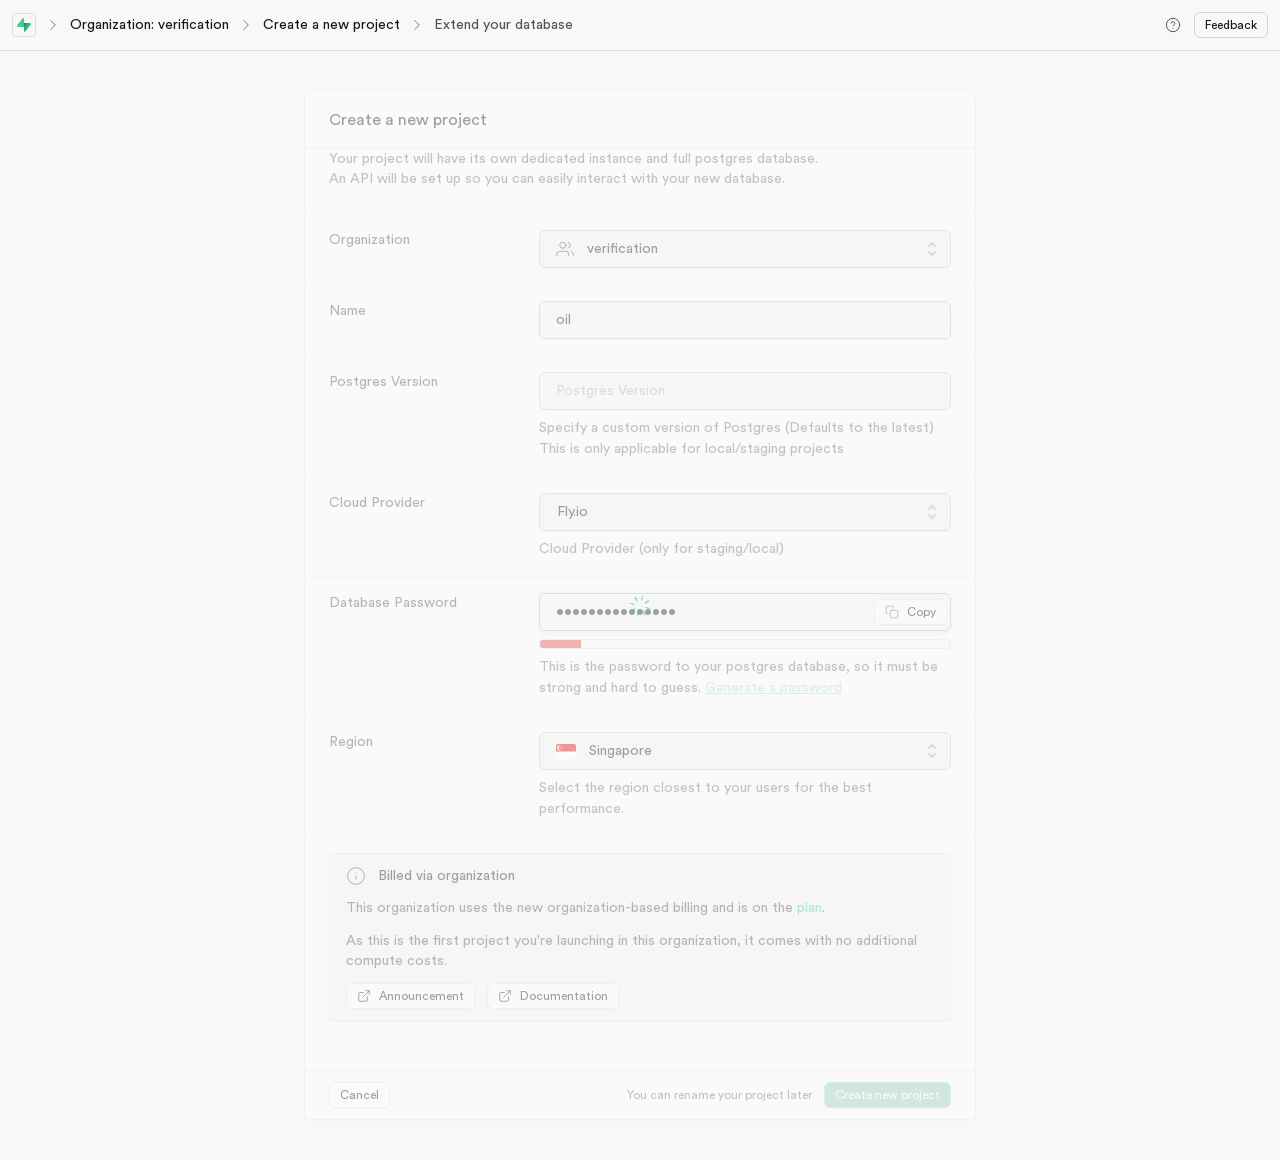 Organization: verification
Create a new project
Extend your database
Feedback
Create a new project
Your project will have its own dedicated instance and full postgres database.
An API will be set up so you can easily interact with your new database.
Organization
verification
Name
oil
Postgres Version
Postgres Version
Specify a custom version of Postgres (Defaults to the latest)
This is only applicable for local/staging projects
Cloud Provider
Fly.io
Cloud Provider (only for staging/local)
Database Password
Copy
This is the password to your postgres database, so it must be
strong and hard to guess. Generate a password
Region
Singapore
Select the region closest to your users for the best
performance.
Billed via organization
This organization uses the new organization-based billing and is on the plan.
As this is the first project you're launching in this organization, it comes with no additional
compute costs.
Announcement
Documentation
Cancel
You can rename your project later
Create new project